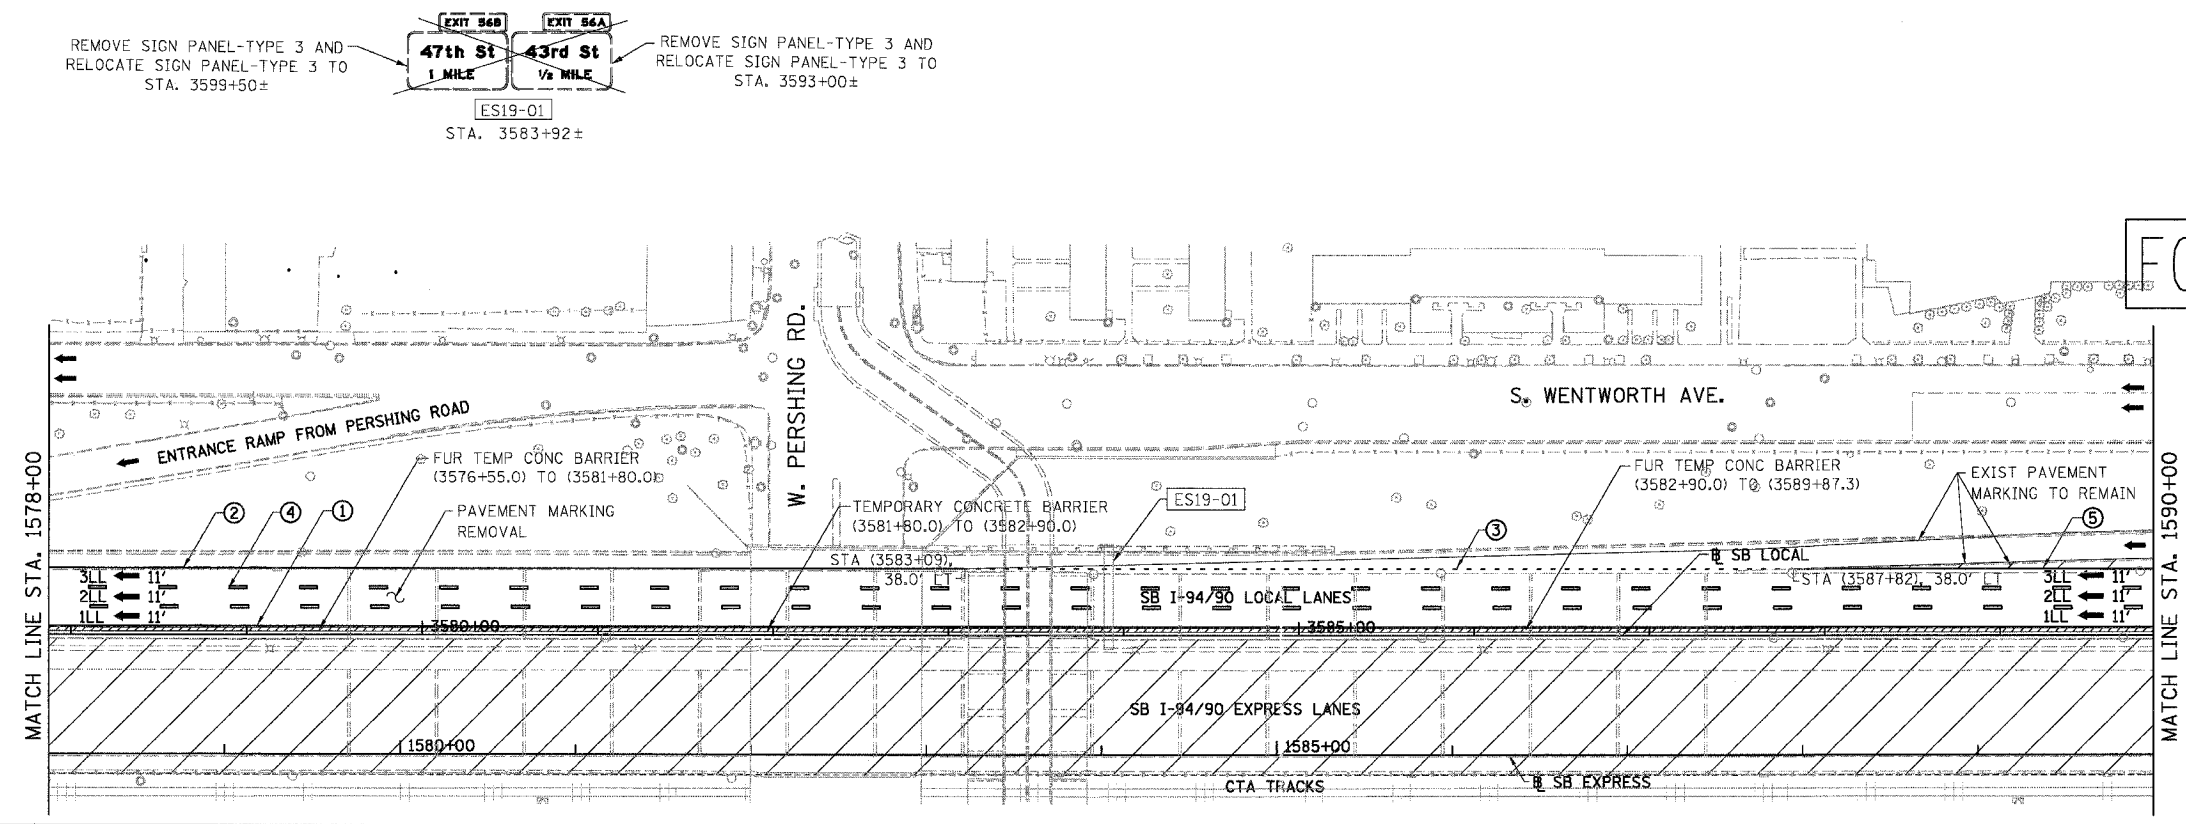 EXIT 56B
EXIT 56A
47th St
1 MILE
43rd St
1/2 MILE
REMOVE SIGN PANEL-TYPE 3 AND
RELOCATE SIGN PANEL-TYPE 3 TO
STA. 3599+50±
REMOVE SIGN PANEL-TYPE 3 AND
RELOCATE SIGN PANEL-TYPE 3 TO
STA. 3593+00±
ES19-01
STA. 3583+92±
MATCH LINE STA. 1578+00
ENTRANCE RAMP FROM PERSHING ROAD
W. PERSHING RD.
S. WENTWORTH AVE.
FUR TEMP CONC BARRIER
(3576+55.0) TO (3581+80.0)
PAVEMENT MARKING
REMOVAL
2
4
1
TEMPORARY CONCRETE BARRIER
(3581+80.0) TO (3582+90.0)
ES19-01
FUR TEMP CONC BARRIER
(3582+90.0) TO (3589+87.3)
EXIST PAVEMENT
MARKING TO REMAIN
3
5
STA (3583+09),
38.0' LT
SB LOCAL
STA (3587+82), 38.0' LT
3LL 11'
2LL 11'
1LL 11'
SB I-94/90 LOCAL LANES
3LL 11'
2LL 11'
1LL 11'
3580+00
3585+00
SB I-94/90 EXPRESS LANES
1580+00
1585+00
SB EXPRESS
CTA TRACKS
MATCH LINE STA. 1590+00